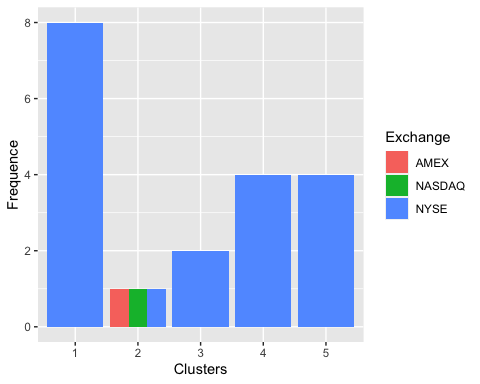 8
6
4
2
0
Frequence
1 2 3 4 5
Clusters
Exchange
AMEX
NASDAQ
NYSE